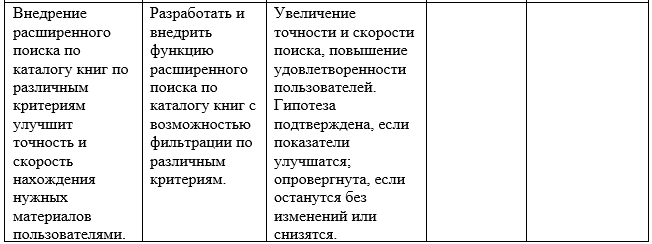 Внедрение
расширенного
поиска по
каталогу книг по
различным
критериям
улучшит
точность и
скорость
нахождения
нужных
материалов
пользователями.
Разработать и
внедрить
функцию
расширенного
поиска по
каталогу книг с
возможностью
фильтрации по
различным
критериям.
Увеличение
точности и скорости
поиска, повышение
удовлетворенности
пользователей.
Гипотеза
подтверждена, если
показатели
улучшатся;
опровергнута, если
останутся без
изменений или
снизятся.